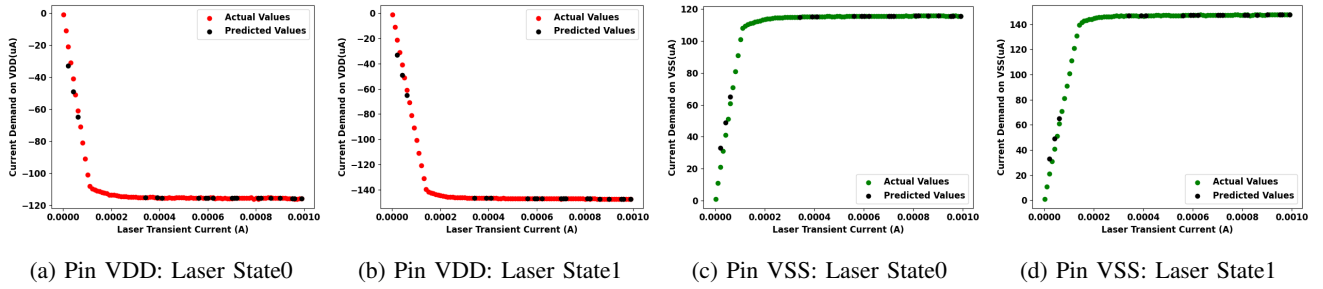 Current Demand on VDD(uA)
0
−20
−40
−60
−80
−100
−120
Actual Values
Predicted Values
0.0000 0.0002 0.0004 0.0006 0.0008 0.0010
Laser Transient Current (A)
(a) Pin VDD: Laser State0
Current Demand on VDD(uA)
0
−20
−40
−60
−80
−100
−120
−140
Actual Values
Predicted Values
0.0000 0.0002 0.0004 0.0006 0.0008 0.0010
Laser Transient Current (A)
(b) Pin VDD: Laser State1
Current Demand on VSS(uA)
120
100
80
60
40
20
0
Actual Values
Predicted Values
0.0000 0.0002 0.0004 0.0006 0.0008 0.0010
Laser Transient Current (A)
(c) Pin VSS: Laser State0
Current Demand on VSS(uA)
140
120
100
80
60
40
20
0
Actual Values
Predicted Values
0.0000 0.0002 0.0004 0.0006 0.0008 0.0010
Laser Transient Current (A)
(d) Pin VSS: Laser State1